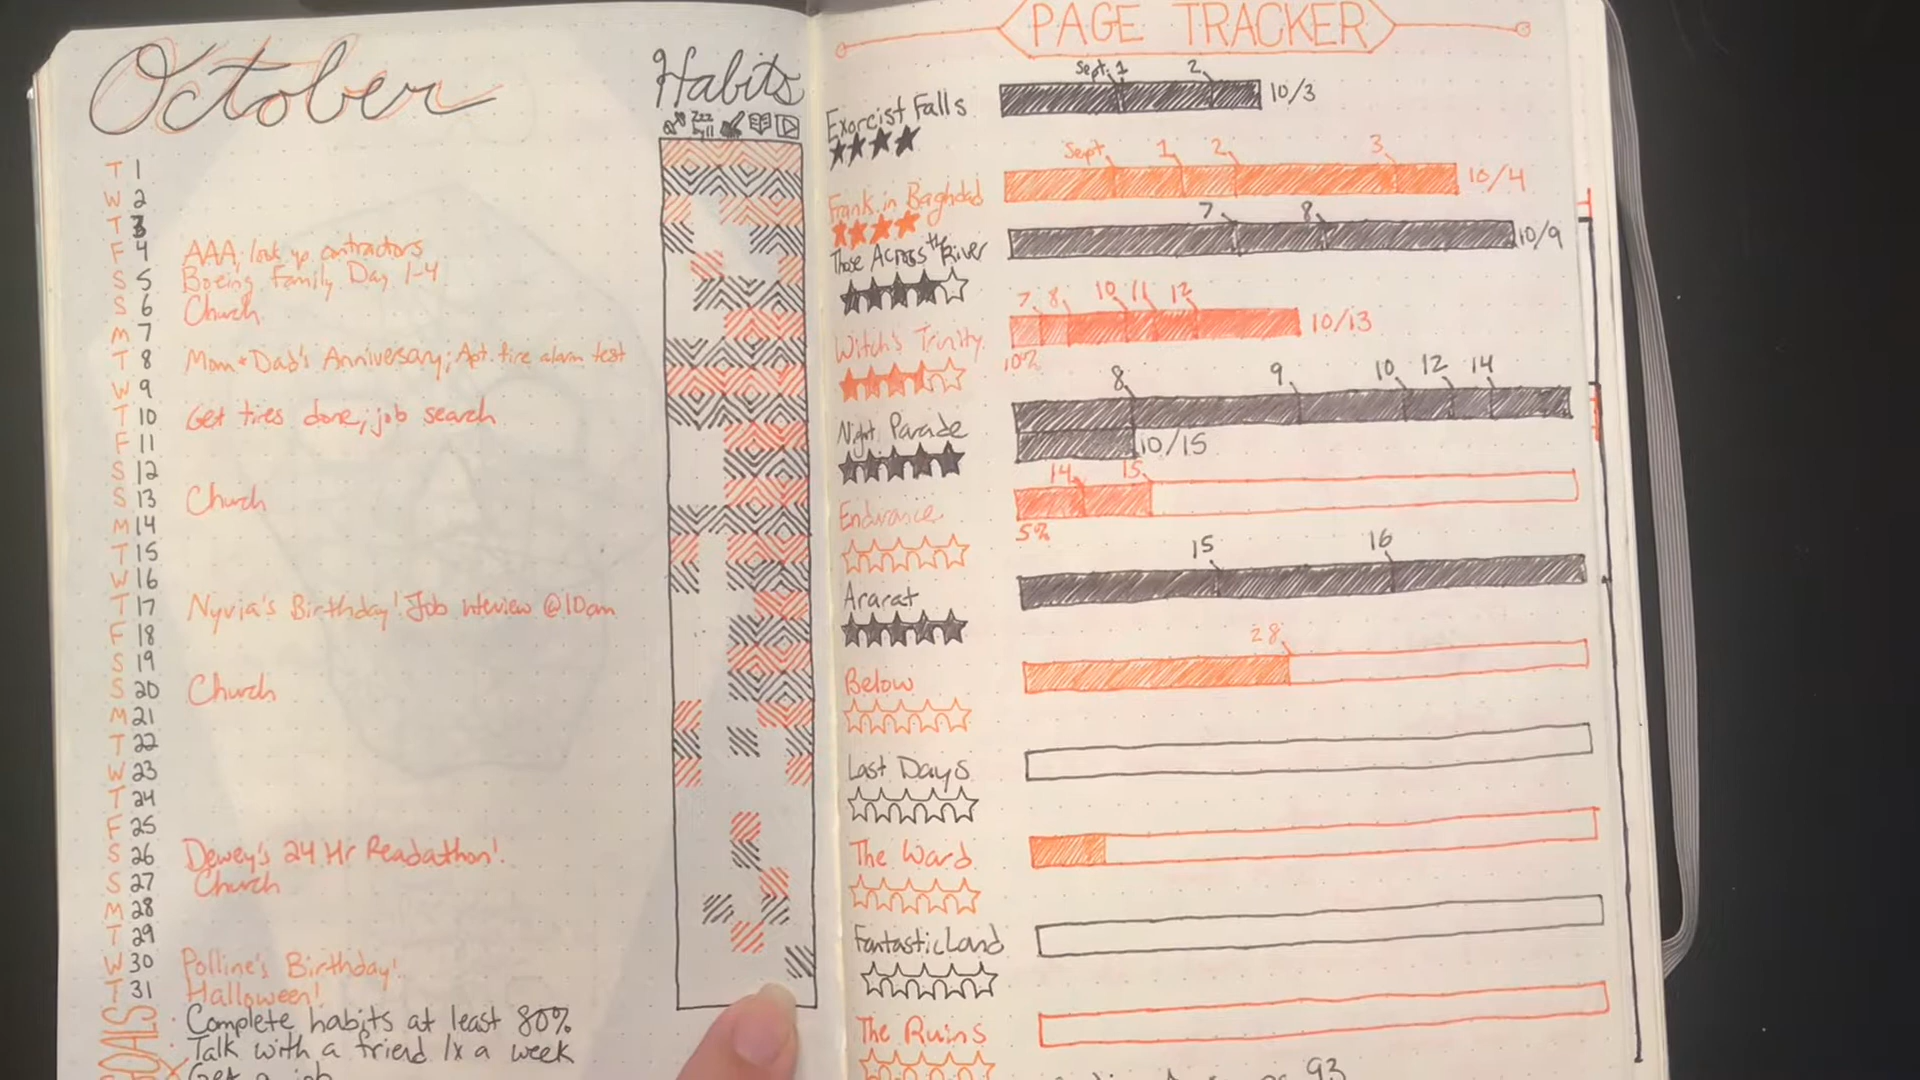 October
Habits
T 1
W 2
T 3
F 4 AAA; look up contractors
S 5 Boeing Family Day 1-4
S 6 Church
M 7
T 8 Mom + Dad's Anniversary; Apt. fire alarm test
W 9
T 10 Get tires done; job search
F 11
S 12
S 13 Church
M 14
T 15
W 16
T 17 Nyvia's Birthday! Job interview @10am
F 18
S 19
S 20 Church
M 21
T 22
W 23
T 24
F 25
S 26 Dewey's 24 Hr Readathon!
S 27 Church
M 28
T 29
W 30 Polline's Birthday!
T 31 Halloween!
GOALS
Complete habits at least 80%
Talk with a friend 1x a week
Get a job
PAGE TRACKER
Sept. 1 2
Exorcist Falls 10/3
Sept 1 2 3
Frank. in Baghdad 10/4
7 8
Those Across the River 10/9
7 8 10 11 12
Witch's Trinity 10/13
10%
8 9 10 12 14
Night Parade
10/15
14 15
Endurance
5%
15 16
Ararat
28
Below
Last Days
The Ward
FantasticLand
The Ruins
93